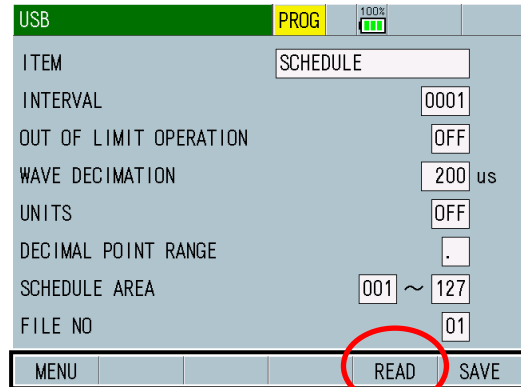 USB PROG 100%
ITEM SCHEDULE
INTERVAL 0001
OUT OF LIMIT OPERATION OFF
WAVE DECIMATION 200 us
UNITS OFF
DECIMAL POINT RANGE .
SCHEDULE AREA 001 ~ 127
FILE NO 01
MENU READ SAVE